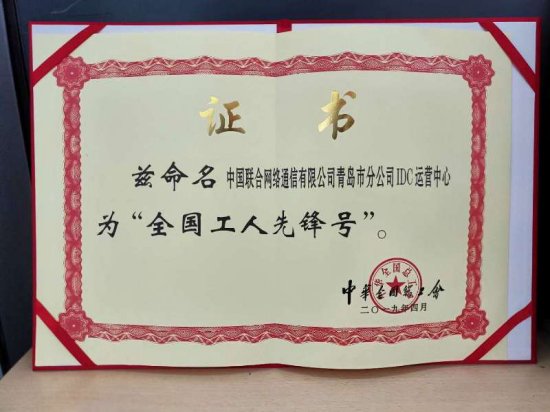 证书
兹命名 中国联合网络通信有限公司青岛市分公司IDC运营中心
为“全国工人先锋号”。
中华全国总工会
二〇一九年四月